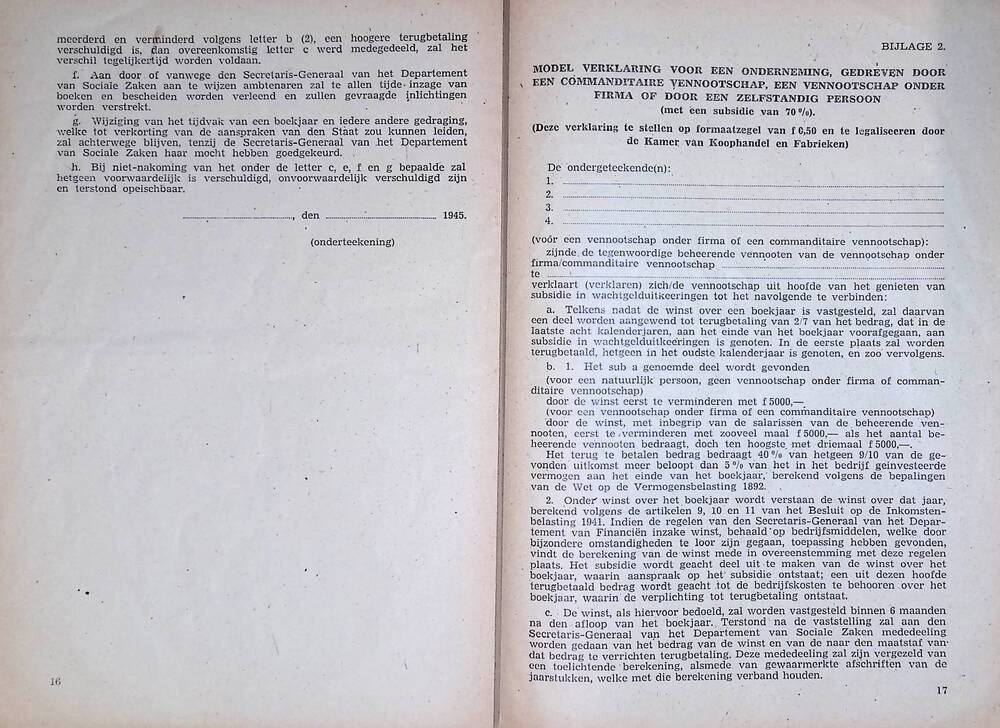 meerderd en verminderd volgens letter b (2), een hoogere terugbetaling
verschuldigd is, dan overeenkomstig letter c werd medegedeeld, zal het
verschil tegelijkertijd worden voldaan.
f. Aan door of vanwege den Secretaris-Generaal van het Departement
van Sociale Zaken aan te wijzen ambtenaren zal te allen tijde inzage van
boeken en bescheiden worden verleend en zullen gevraagde inlichtingen
worden verstrekt.
g. Wijziging van het tijdvak van een boekjaar en iedere andere gedraging,
welke tot verkorting van de aanspraken van den Staat zou kunnen leiden,
zal achterwege blijven, tenzij de Secretaris-Generaal van het Departement
van Sociale Zaken haar mocht hebben goedgekeurd.
h. Bij niet-nakoming van het onder de letter c, e, f en g bepaalde zal
hetgeen voorwaardelijk is verschuldigd, onvoorwaardelijk verschuldigd zijn
en terstond opeischbaar.
, den 1945.
(onderteekening)
16
BIJLAGE 2.
MODEL VERKLARING VOOR EEN ONDERNEMING, GEDREVEN DOOR
EEN COMMANDITAIRE VENNOOTSCHAP, EEN VENNOOTSCHAP ONDER
FIRMA OF DOOR EEN ZELFSTANDIG PERSOON
(met een subsidie van 70%).
(Deze verklaring te stellen op formaatzegel van f 0,50 en te legaliseeren door
de Kamer van Koophandel en Fabrieken)
De ondergeteekende(n):
1.
2.
3.
4.
(voór een vennootschap onder firma of een commanditaire vennootschap):
zijnde de tegenwoordige beheerende vennooten van de vennootschap onder
firma/commanditaire vennootschap
te
verklaart (verklaren) zich/de vennootschap uit hoofde van het genieten van
subsidie in wachtgelduitkeeringen tot het navolgende te verbinden:
a. Telkens nadat de winst over een boekjaar is vastgesteld, zal daarvan
een deel worden aangewend tot terugbetaling van 2/7 van het bedrag, dat in de
laatste acht kalenderjaren, aan het einde van het boekjaar voorafgegaan, aan
subsidie in wachtgelduitkeeringen is genoten. In de eerste plaats zal worden
terugbetaald, hetgeen in het oudste kalenderjaar is genoten, en zoo vervolgens.
b. 1. Het sub a genoemde deel wordt gevonden
(voor een natuurlijk persoon, geen vennootschap onder firma of comman-
ditaire vennootschap)
door de winst eerst te verminderen met f 5000,—
(voor een vennootschap onder firma of een commanditaire vennootschap)
door de winst, met inbegrip van de salarissen van de beheerende ven-
nooten, eerst te verminderen met zooveel maal f 5000,— als het aantal be-
heerende vennooten bedraagt, doch ten hoogste met driemaal f 5000,—.
Het terug te betalen bedrag bedraagt 40% van hetgeen 9/10 van de ge-
vonden uitkomst meer beloopt dan 5% van het in het bedrijf geinvesteerde
vermogen aan het einde van het boekjaar, berekend volgens de bepalingen
van de Wet op de Vermogensbelasting 1892.
2. Onder winst over het boekjaar wordt verstaan de winst over dat jaar,
berekend volgens de artikelen 9, 10 en 11 van het Besluit op de Inkomsten-
belasting 1941. Indien de regelen van den Secretaris-Generaal van het Depar-
tement van Financiën inzake winst, behaald op bedrijfsmiddelen, welke door
bijzondere omstandigheden te loor zijn gegaan, toepassing hebben gevonden,
vindt de berekening van de winst mede in overeenstemming met deze regelen
plaats. Het subsidie wordt geacht deel uit te maken van de winst over het
boekjaar, waarin aanspraak op het subsidie ontstaat; een uit dezen hoofde
terugbetaald bedrag wordt geacht tot de bedrijfskosten te behooren over het
boekjaar, waarin de verplichting tot terugbetaling ontstaat.
c. De winst, als hiervoor bedoeld, zal worden vastgesteld binnen 6 maanden
na den afloop van het boekjaar. Terstond na de vaststelling zal aan den
Secretaris-Generaal van het Departement van Sociale Zaken mededeeling
worden gedaan van het bedrag van de winst en van de naar den maatstaf van
dat bedrag te verrichten terugbetaling. Deze mededeeling zal zijn vergezeld van
een toelichtende berekening, alsmede van gewaarmerkte afschriften van de
jaarstukken, welke met die berekening verband houden.
17